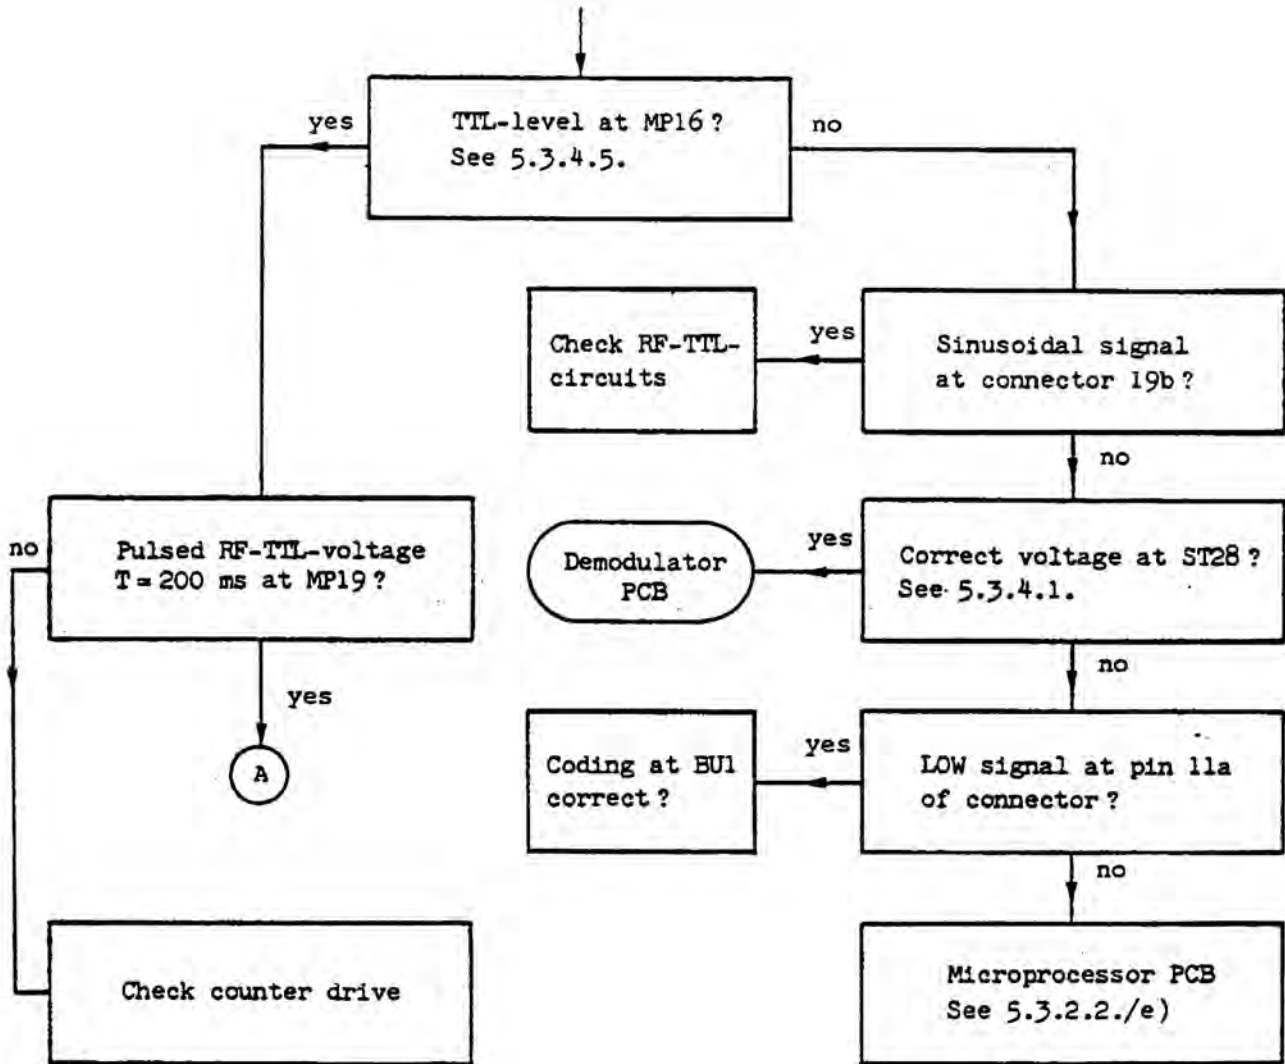 TTL-level at MP16?
See 5.3.4.5.
yes
no
Check RF-TTL-
circuits
yes
Sinusoidal signal
at connector 19b?
no
no
Pulsed RF-TTL-voltage
T = 200 ms at MP19?
yes
Demodulator
PCB
yes
Correct voltage at ST28?
See 5.3.4.1.
no
A
Coding at BU1
correct?
yes
LOW signal at pin 11a
of connector?
no
Check counter drive
Microprocessor PCB
See 5.3.2.2./e)